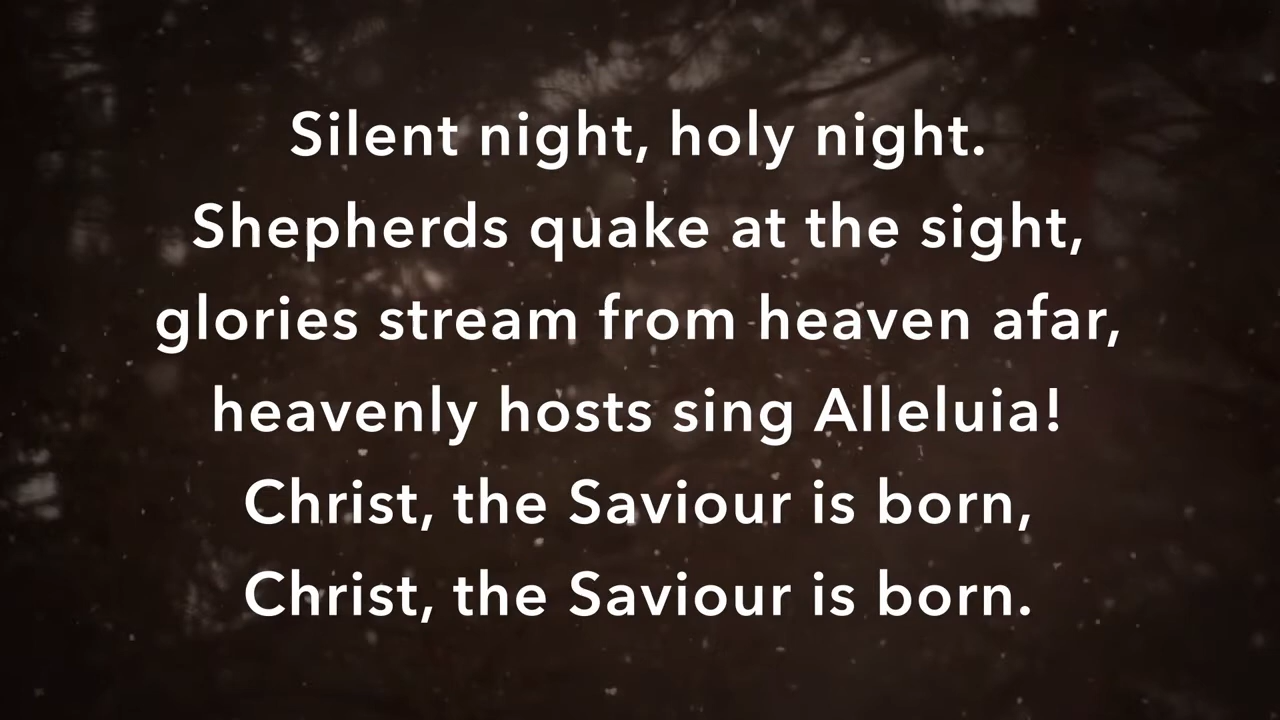 Silent night, holy night.
Shepherds quake at the sight,
glories stream from heaven afar,
heavenly hosts sing Alleluia!
Christ, the Saviour is born,
Christ, the Saviour is born.